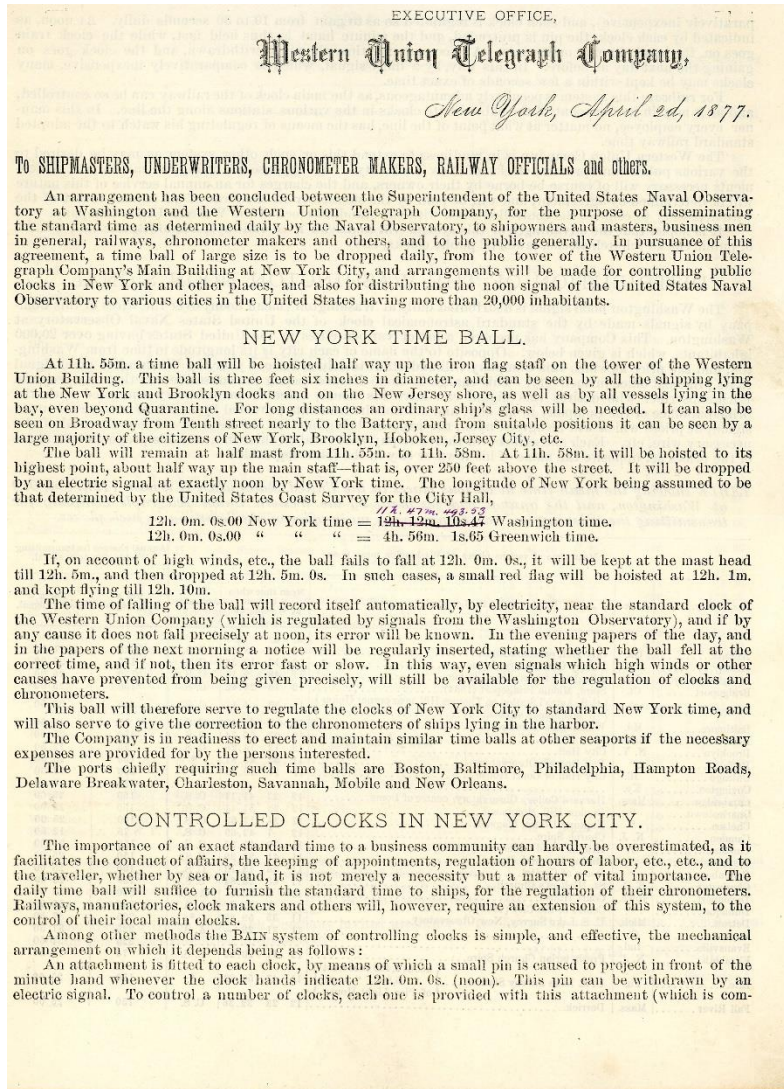 EXECUTIVE OFFICE,
Western Union Telegraph Company,
New York, April 2d, 1877.
To SHIPMASTERS, UNDERWRITERS, CHRONOMETER MAKERS, RAILWAY OFFICIALS and others.
An arrangement has been concluded between the Superintendent of the United States Naval Observa-
tory at Washington and the Western Union Telegraph Company, for the purpose of disseminating
the standard time as determined daily by the Naval Observatory, to shipowners and masters, business men
in general, railways, chronometer makers and others, and to the public generally. In pursuance of this
agreement, a time ball of large size is to be dropped daily, from the tower of the Western Union Tele-
graph Company's Main Building at New York City, and arrangements will be made for controlling public
clocks in New York and other places, and also for distributing the noon signal of the United States Naval
Observatory to various cities in the United States having more than 20,000 inhabitants.
NEW YORK TIME BALL.
At 11h. 55m. a time ball will be hoisted half way up the iron flag staff on the tower of the Western
Union Building. This ball is three feet six inches in diameter, and can be seen by all the shipping lying
at the New York and Brooklyn docks and on the New Jersey shore, as well as by all vessels lying in the
bay, even beyond Quarantine. For long distances an ordinary ship's glass will be needed. It can also be
seen on Broadway from Tenth street nearly to the Battery, and from suitable positions it can be seen by a
large majority of the citizens of New York, Brooklyn, Hoboken, Jersey City, etc.
The ball will remain at half mast from 11h. 55m. to 11h. 58m. At 11h. 58m. it will be hoisted to its
highest point, about half way up the main staff—that is, over 250 feet above the street. It will be dropped
by an electric signal at exactly noon by New York time. The longitude of New York being assumed to be
that determined by the United States Coast Survey for the City Hall,
11h. 47m. 49s.53
12h. 0m. 0s.00 New York time = 12h. 12m. 10s.47 Washington time.
12h. 0m. 0s.00 " " " = 4h. 56m. 1s.65 Greenwich time.
If, on account of high winds, etc., the ball fails to fall at 12h. 0m. 0s., it will be kept at the mast head
till 12h. 5m., and then dropped at 12h. 5m. 0s. In such cases, a small red flag will be hoisted at 12h. 1m.
and kept flying till 12h. 10m.
The time of falling of the ball will record itself automatically, by electricity, near the standard clock of
the Western Union Company (which is regulated by signals from the Washington Observatory), and if by
any cause it does not fall precisely at noon, its error will be known. In the evening papers of the day, and
in the papers of the next morning a notice will be regularly inserted, stating whether the ball fell at the
correct time, and if not, then its error fast or slow. In this way, even signals which high winds or other
causes have prevented from being given precisely, will still be available for the regulation of clocks and
chronometers.
This ball will therefore serve to regulate the clocks of New York City to standard New York time, and
will also serve to give the correction to the chronometers of ships lying in the harbor.
The Company is in readiness to erect and maintain similar time balls at other seaports if the necessary
expenses are provided for by the persons interested.
The ports chiefly requiring such time balls are Boston, Baltimore, Philadelphia, Hampton Roads,
Delaware Breakwater, Charleston, Savannah, Mobile and New Orleans.
CONTROLLED CLOCKS IN NEW YORK CITY.
The importance of an exact standard time to a business community can hardly be overestimated, as it
facilitates the conduct of affairs, the keeping of appointments, regulation of hours of labor, etc., etc., and to
the traveller, whether by sea or land, it is not merely a necessity but a matter of vital importance. The
daily time ball will suffice to furnish the standard time to ships, for the regulation of their chronometers.
Railways, manufactories, clock makers and others will, however, require an extension of this system, to the
control of their local main clocks.
Among other methods the BAIN system of controlling clocks is simple, and effective, the mechanical
arrangement on which it depends being as follows :
An attachment is fitted to each clock, by means of which a small pin is caused to project in front of the
minute hand whenever the clock hands indicate 12h. 0m. 0s. (noon). This pin can be withdrawn by an
electric signal. To control a number of clocks, each one is provided with this attachment (which is com-